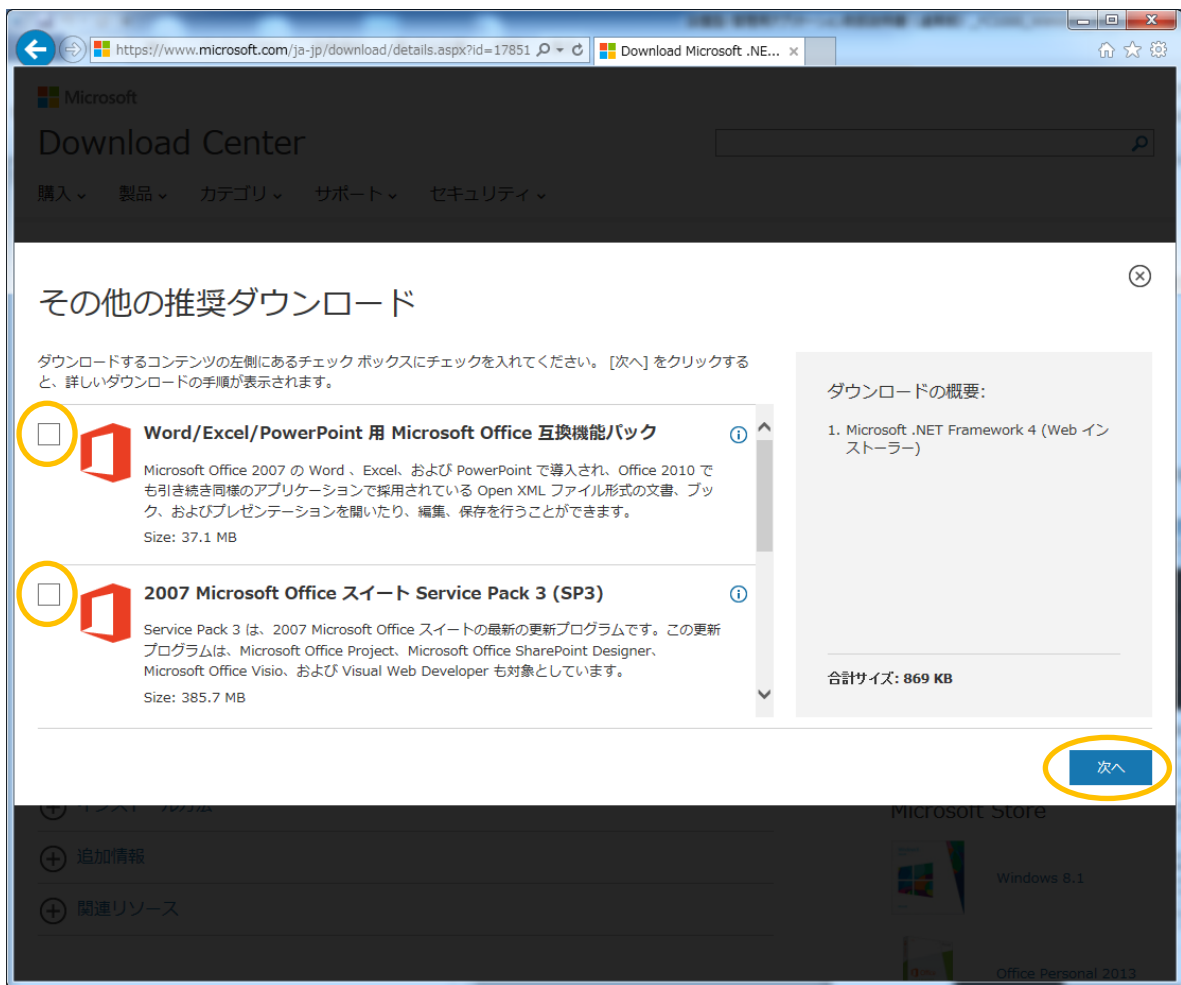 https://www.microsoft.com/ja-jp/download/details.aspx?id=17851
Download Microsoft .NE...
Microsoft
Download Center
購入 製品 カテゴリ サポート セキュリティ
その他の推奨ダウンロード
ダウンロードするコンテンツの左側にあるチェック ボックスにチェックを入れてください。 [次へ] をクリックする
と、詳しいダウンロードの手順が表示されます。
Word/Excel/PowerPoint 用 Microsoft Office 互換機能パック
Microsoft Office 2007 の Word 、Excel、および PowerPoint で導入され、Office 2010 で
も引き続き同様のアプリケーションで採用されている Open XML ファイル形式の文書、ブッ
ク、およびプレゼンテーションを開いたり、編集、保存を行うことができます。
Size: 37.1 MB
2007 Microsoft Office スイート Service Pack 3 (SP3)
Service Pack 3 は、2007 Microsoft Office スイートの最新の更新プログラムです。この更新
プログラムは、Microsoft Office Project、Microsoft Office SharePoint Designer、
Microsoft Office Visio、および Visual Web Developer も対象としています。
Size: 385.7 MB
ダウンロードの概要:
1. Microsoft .NET Framework 4 (Web イン
ストーラー)
合計サイズ: 869 KB
次へ
インストール方法
Microsoft Store
追加情報
Windows 8.1
関連リソース
Office Personal 2013